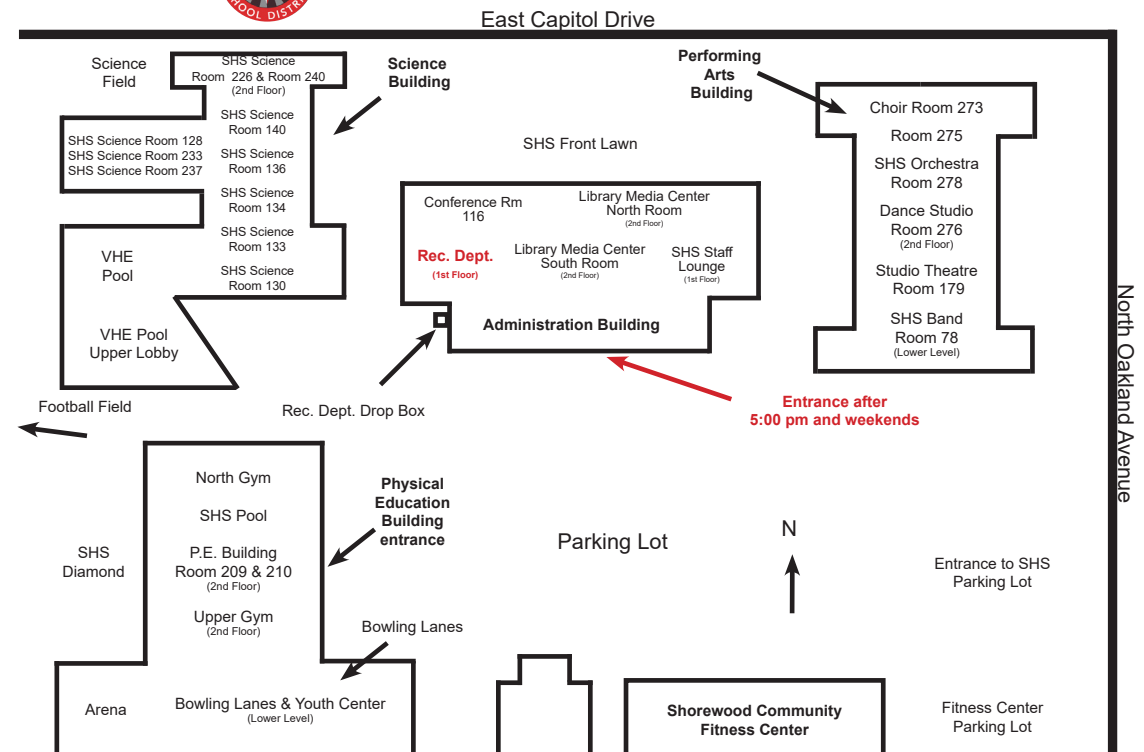 OOL DISTRI
East Capitol Drive
Science
Field
SHS Science
Room 226 & Room 240
(2nd Floor)
SHS Science
Room 140
SHS Science Room 128
SHS Science Room 233
SHS Science Room 237
SHS Science
Room 136
SHS Science
Room 134
SHS Science
Room 133
SHS Science
Room 130
VHE
Pool
VHE Pool
Upper Lobby
Science
Building
SHS Front Lawn
Performing
Arts
Building
Choir Room 273
Room 275
SHS Orchestra
Room 278
Dance Studio
Room 276
(2nd Floor)
Studio Theatre
Room 179
SHS Band
Room 78
(Lower Level)
Conference Rm
116
Library Media Center
North Room
(2nd Floor)
Rec. Dept.
(1st Floor)
Library Media Center
South Room
(2nd Floor)
SHS Staff
Lounge
(1st Floor)
Administration Building
Rec. Dept. Drop Box
Entrance after
5:00 pm and weekends
North Oakland Avenue
Football Field
North Gym
SHS Pool
P.E. Building
Room 209 & 210
(2nd Floor)
Upper Gym
(2nd Floor)
SHS
Diamond
Physical
Education
Building
entrance
Bowling Lanes
Arena
Bowling Lanes & Youth Center
(Lower Level)
Parking Lot
N
Entrance to SHS
Parking Lot
Shorewood Community
Fitness Center
Fitness Center
Parking Lot